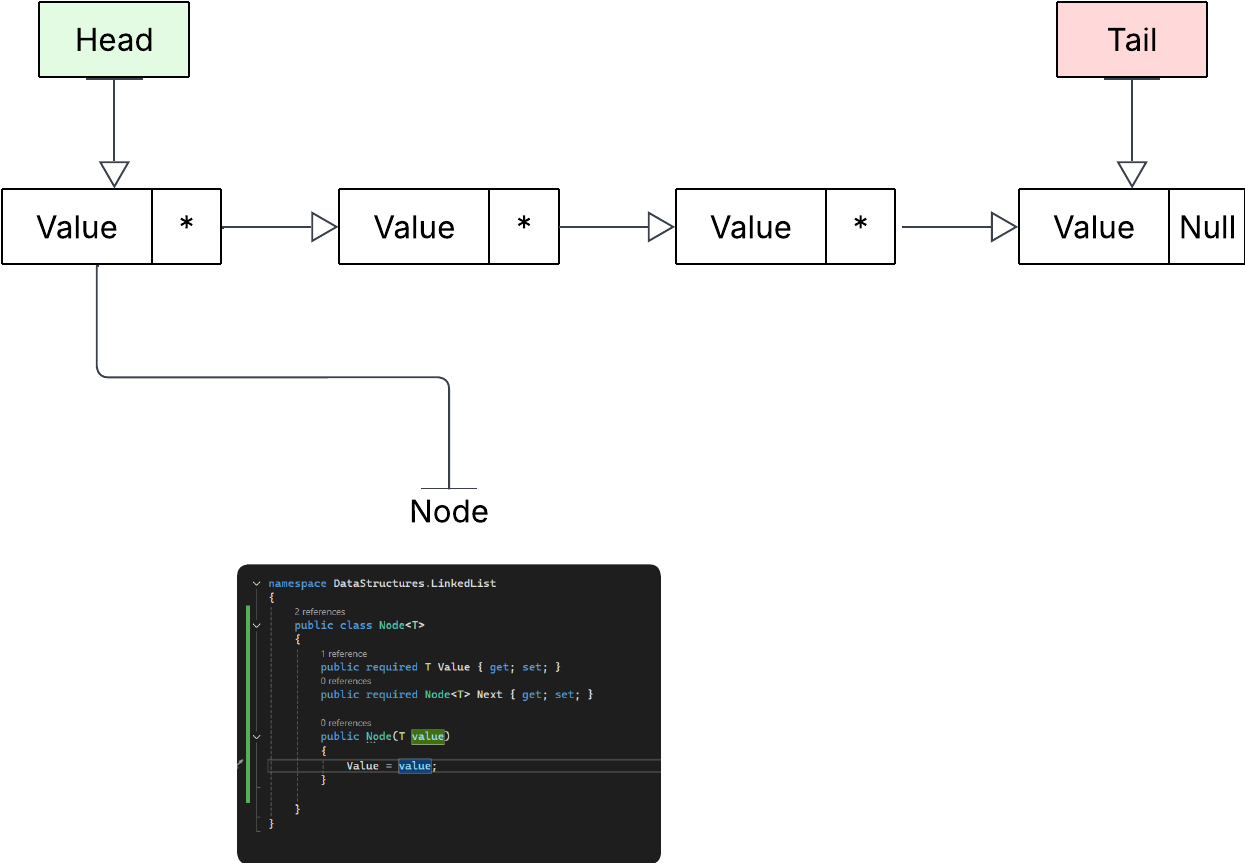 Head
Tail
Value * Value * Value * Value Null
Node
namespace DataStructures.LinkedList
{
2 references
public class Node<T>
{
1 reference
public required T Value { get; set; }
0 references
public required Node<T> Next { get; set; }
0 references
public Node(T value)
{
Value = value;
}
}
}